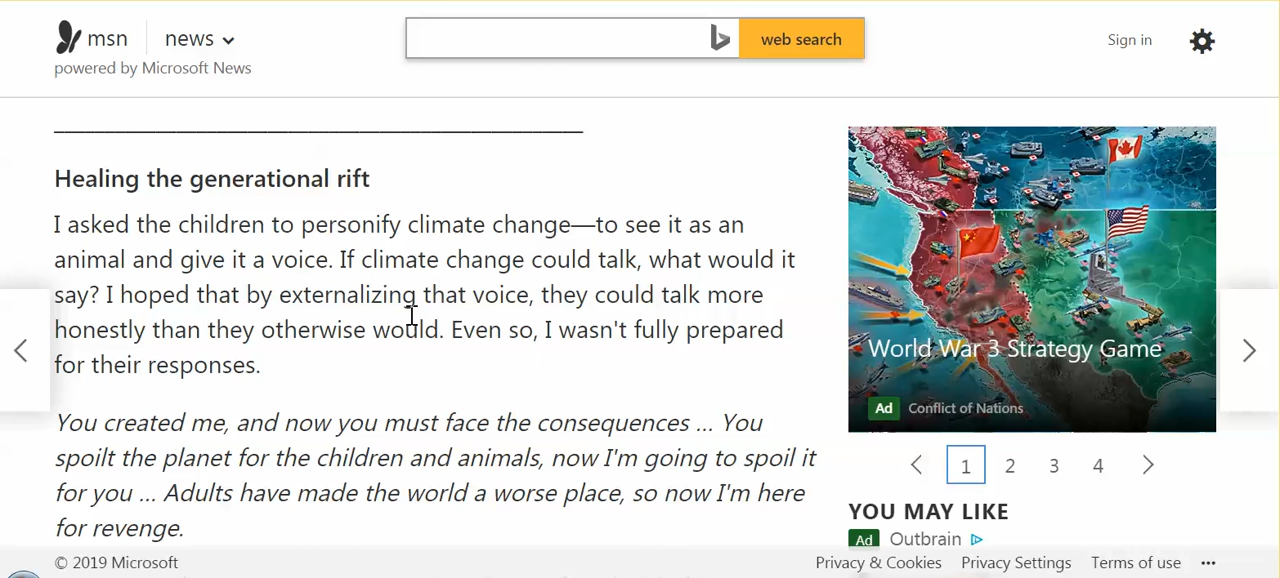 msn
news
powered by Microsoft News
web search
Sign in
Healing the generational rift
I asked the children to personify climate change—to see it as an
animal and give it a voice. If climate change could talk, what would it
say? I hoped that by externalizing that voice, they could talk more
honestly than they otherwise would. Even so, I wasn't fully prepared
for their responses.
You created me, and now you must face the consequences ... You
spoilt the planet for the children and animals, now I'm going to spoil it
for you ... Adults have made the world a worse place, so now I'm here
for revenge.
World War 3 Strategy Game
Ad Conflict of Nations
1 2 3 4
YOU MAY LIKE
Ad Outbrain
© 2019 Microsoft
Privacy & Cookies Privacy Settings Terms of use ...